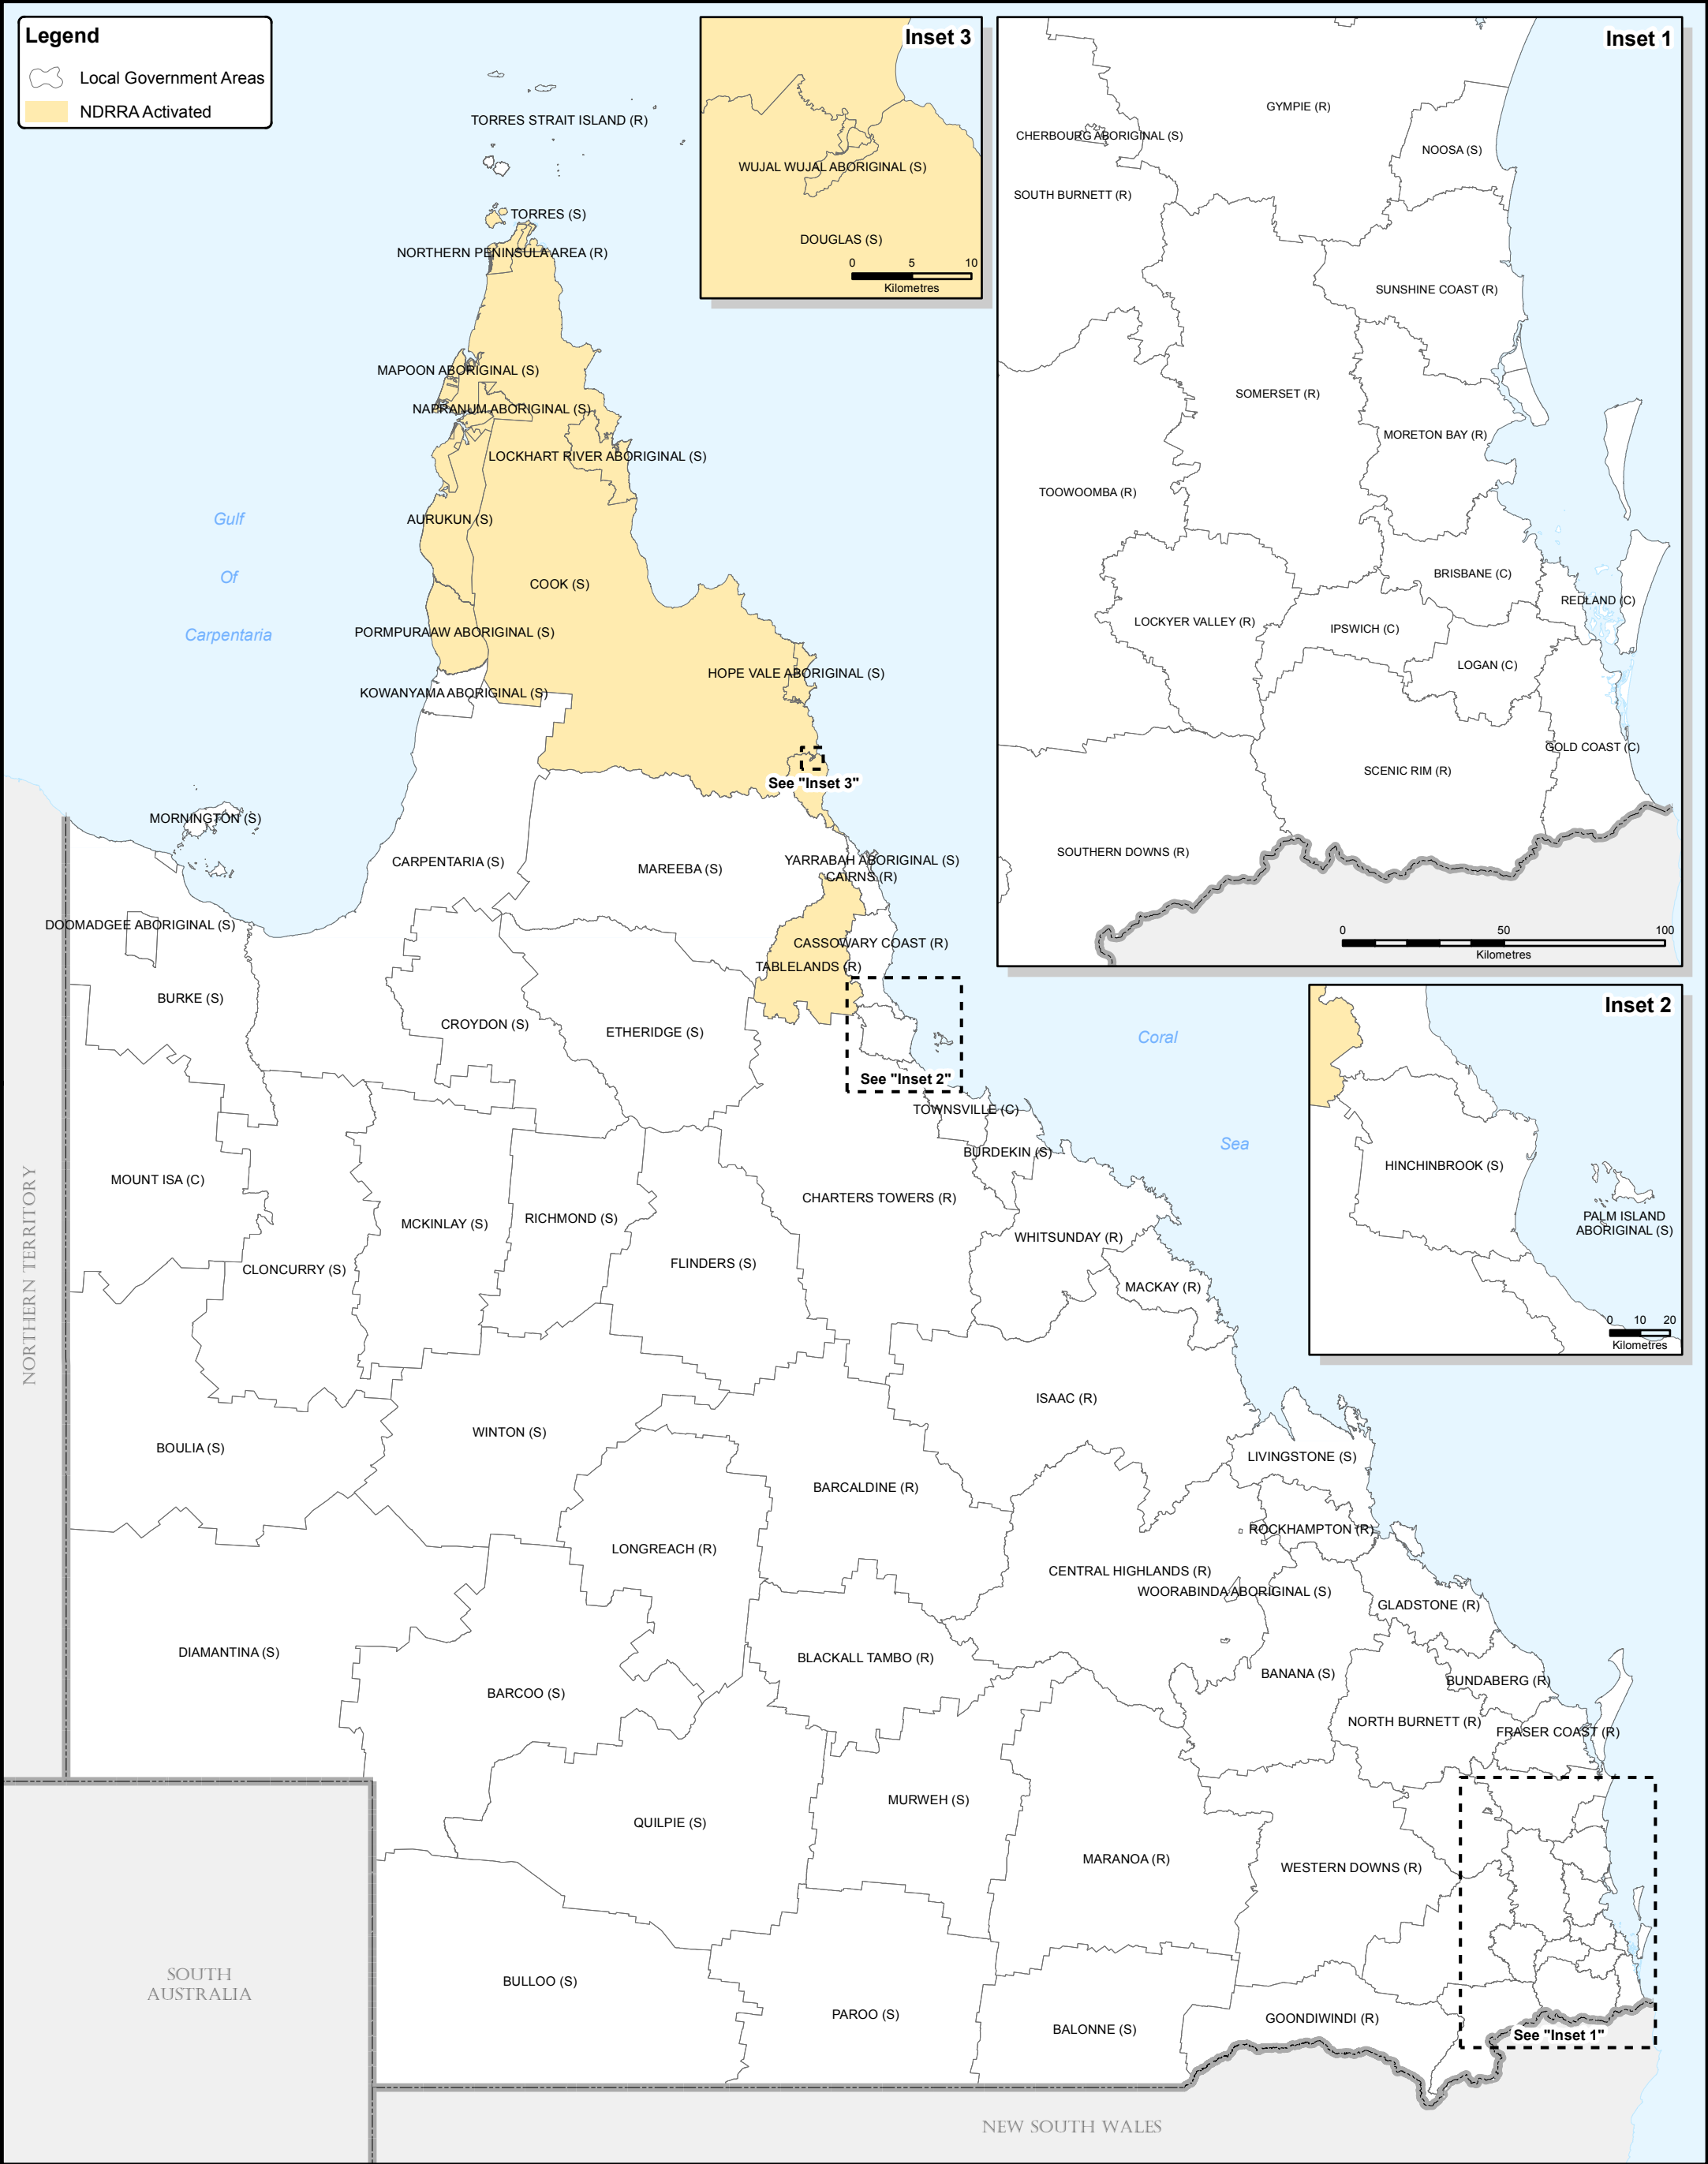 Legend
Local Government Areas
NDRRA Activated
Inset 3
WUJAL WUJAL ABORIGINAL (S)
DOUGLAS (S)
0 5 10
Kilometres
Inset 1
GYMPIE (R)
CHERBOURG ABORIGINAL (S)
NOOSA (S)
SOUTH BURNETT (R)
SUNSHINE COAST (R)
SOMERSET (R)
MORETON BAY (R)
TOOWOOMBA (R)
BRISBANE (C)
REDLAND (C)
LOCKYER VALLEY (R)
IPSWICH (C)
LOGAN (C)
GOLD COAST (C)
SCENIC RIM (R)
SOUTHERN DOWNS (R)
0 50 100
Kilometres
Inset 2
HINCHINBROOK (S)
PALM ISLAND
ABORIGINAL (S)
0 10 20
Kilometres
TORRES STRAIT ISLAND (R)
TORRES (S)
NORTHERN PENINSULA AREA (R)
MAPOON ABORIGINAL (S)
NAPRANUM ABORIGINAL (S)
LOCKHART RIVER ABORIGINAL (S)
Gulf
Of
Carpentaria
AURUKUN (S)
COOK (S)
PORMPURAAW ABORIGINAL (S)
HOPE VALE ABORIGINAL (S)
KOWANYAMA ABORIGINAL (S)
See "Inset 3"
MORNINGTON (S)
CARPENTARIA (S)
MAREEBA (S)
YARRABAH ABORIGINAL (S)
CAIRNS (R)
DOOMADGEE ABORIGINAL (S)
CASSOWARY COAST (R)
TABLELANDS (R)
BURKE (S)
CROYDON (S)
ETHERIDGE (S)
Coral
Sea
See "Inset 2"
TOWNSVILLE (C)
BURDEKIN (S)
NORTHERN TERRITORY
MOUNT ISA (C)
CHARTERS TOWERS (R)
MCKINLAY (S)
RICHMOND (S)
WHITSUNDAY (R)
CLONCURRY (S)
FLINDERS (S)
MACKAY (R)
ISAAC (R)
WINTON (S)
BOULIA (S)
LIVINGSTONE (S)
BARCALDINE (R)
ROCKHAMPTON (R)
LONGREACH (R)
CENTRAL HIGHLANDS (R)
WOORABINDA ABORIGINAL (S)
GLADSTONE (R)
DIAMANTINA (S)
BLACKALL TAMBO (R)
BANANA (S)
BUNDABERG (R)
BARCOO (S)
NORTH BURNETT (R)
FRASER COAST (R)
MURWEH (S)
QUILPIE (S)
MARANOA (R)
WESTERN DOWNS (R)
SOUTH
AUSTRALIA
BULLOO (S)
PAROO (S)
BALONNE (S)
GOONDIWINDI (R)
See "Inset 1"
NEW SOUTH WALES